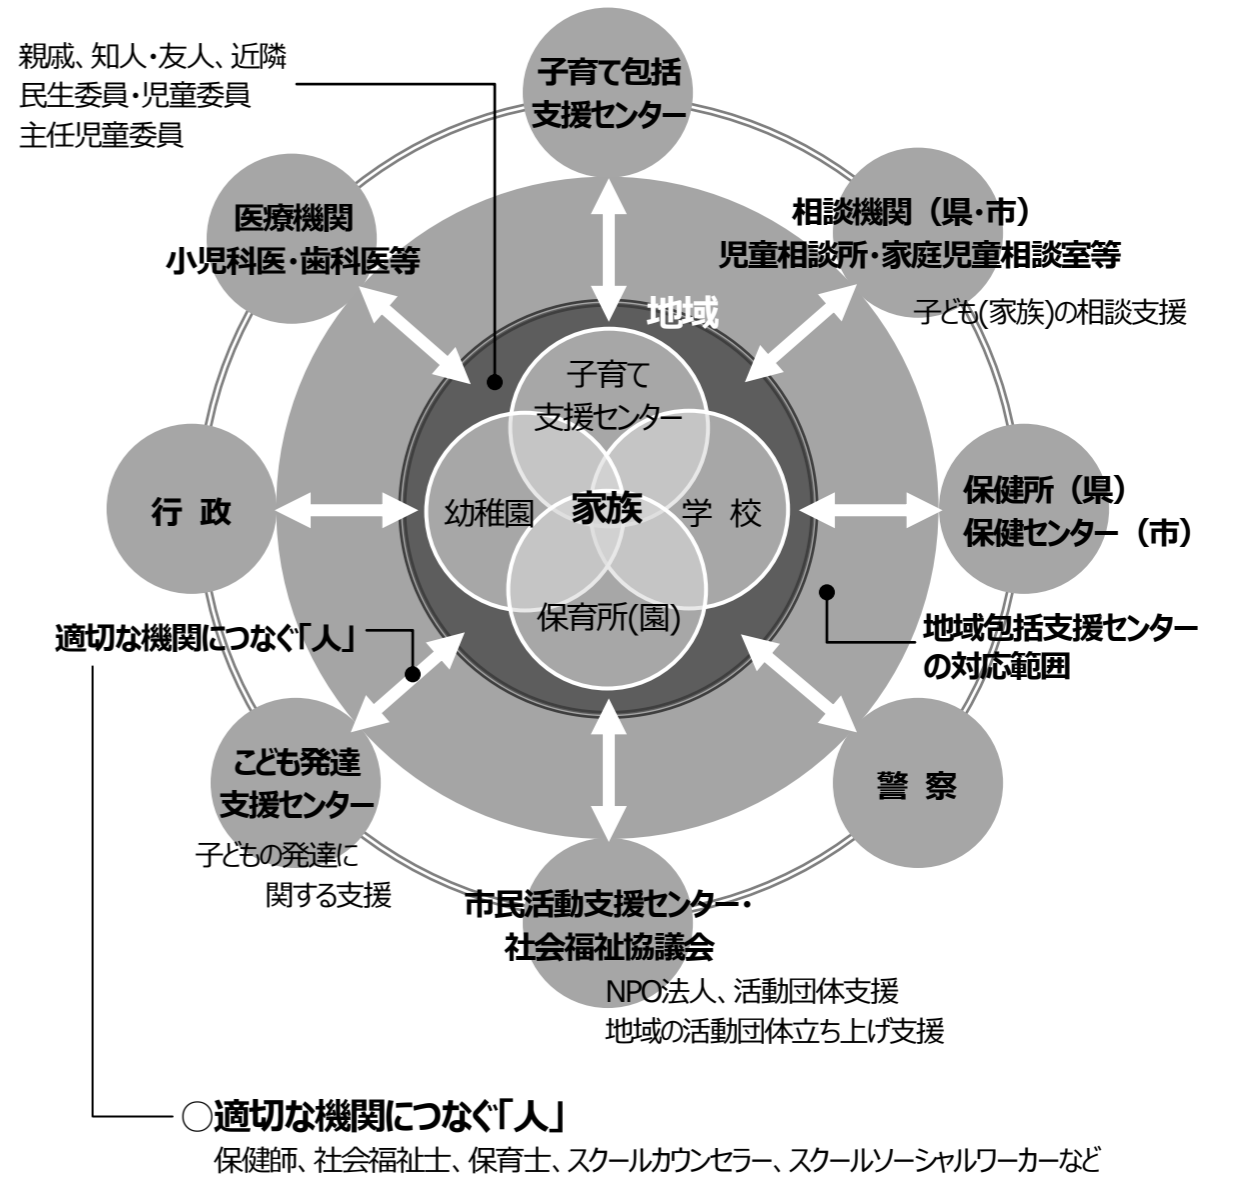 親戚、知人・友人、近隣
民生委員・児童委員
主任児童委員
子育て包括
支援センター
医療機関
小児科医・歯科医等
相談機関（県・市）
児童相談所・家庭児童相談室等
子ども(家族)の相談支援
地域
子育て
支援センター
幼稚園
家族
学 校
保育所(園)
行 政
保健所（県）
保健センター（市）
適切な機関につなぐ「人」
地域包括支援センター
の対応範囲
こども発達
支援センター
子どもの発達に
関する支援
警 察
市民活動支援センター・
社会福祉協議会
NPO法人、活動団体支援
地域の活動団体立ち上げ支援
○適切な機関につなぐ「人」
保健師、社会福祉士、保育士、スクールカウンセラー、スクールソーシャルワーカーなど